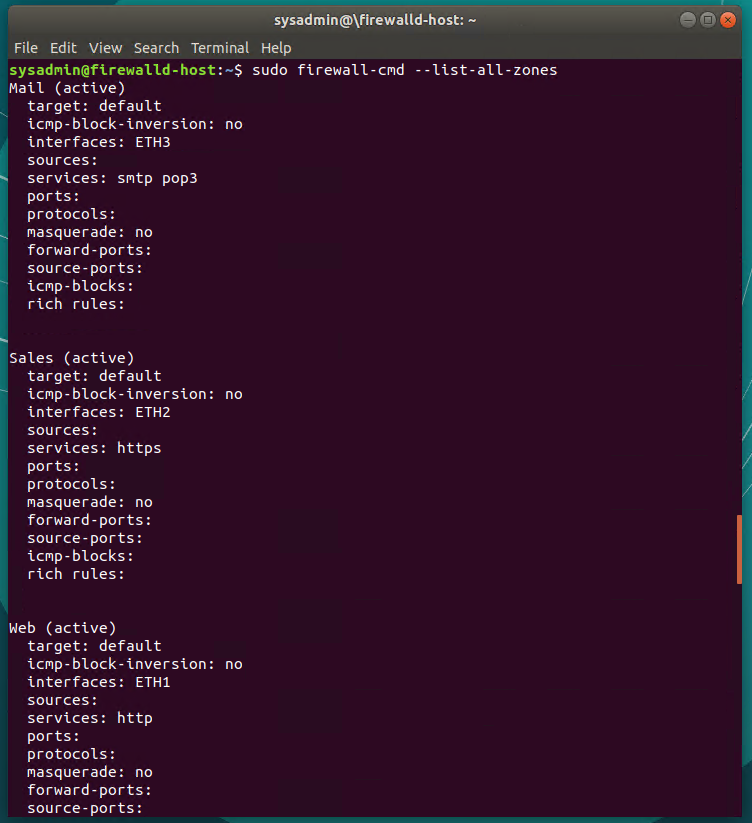 sysadmin@\firewalld-host: ~
File Edit View Search Terminal Help
sysadmin@firewalld-host:~$ sudo firewall-cmd --list-all-zones
Mail (active)
  target: default
  icmp-block-inversion: no
  interfaces: ETH3
  sources:
  services: smtp pop3
  ports:
  protocols:
  masquerade: no
  forward-ports:
  source-ports:
  icmp-blocks:
  rich rules:
Sales (active)
  target: default
  icmp-block-inversion: no
  interfaces: ETH2
  sources:
  services: https
  ports:
  protocols:
  masquerade: no
  forward-ports:
  source-ports:
  icmp-blocks:
  rich rules:
Web (active)
  target: default
  icmp-block-inversion: no
  interfaces: ETH1
  sources:
  services: http
  ports:
  protocols:
  masquerade: no
  forward-ports:
  source-ports: